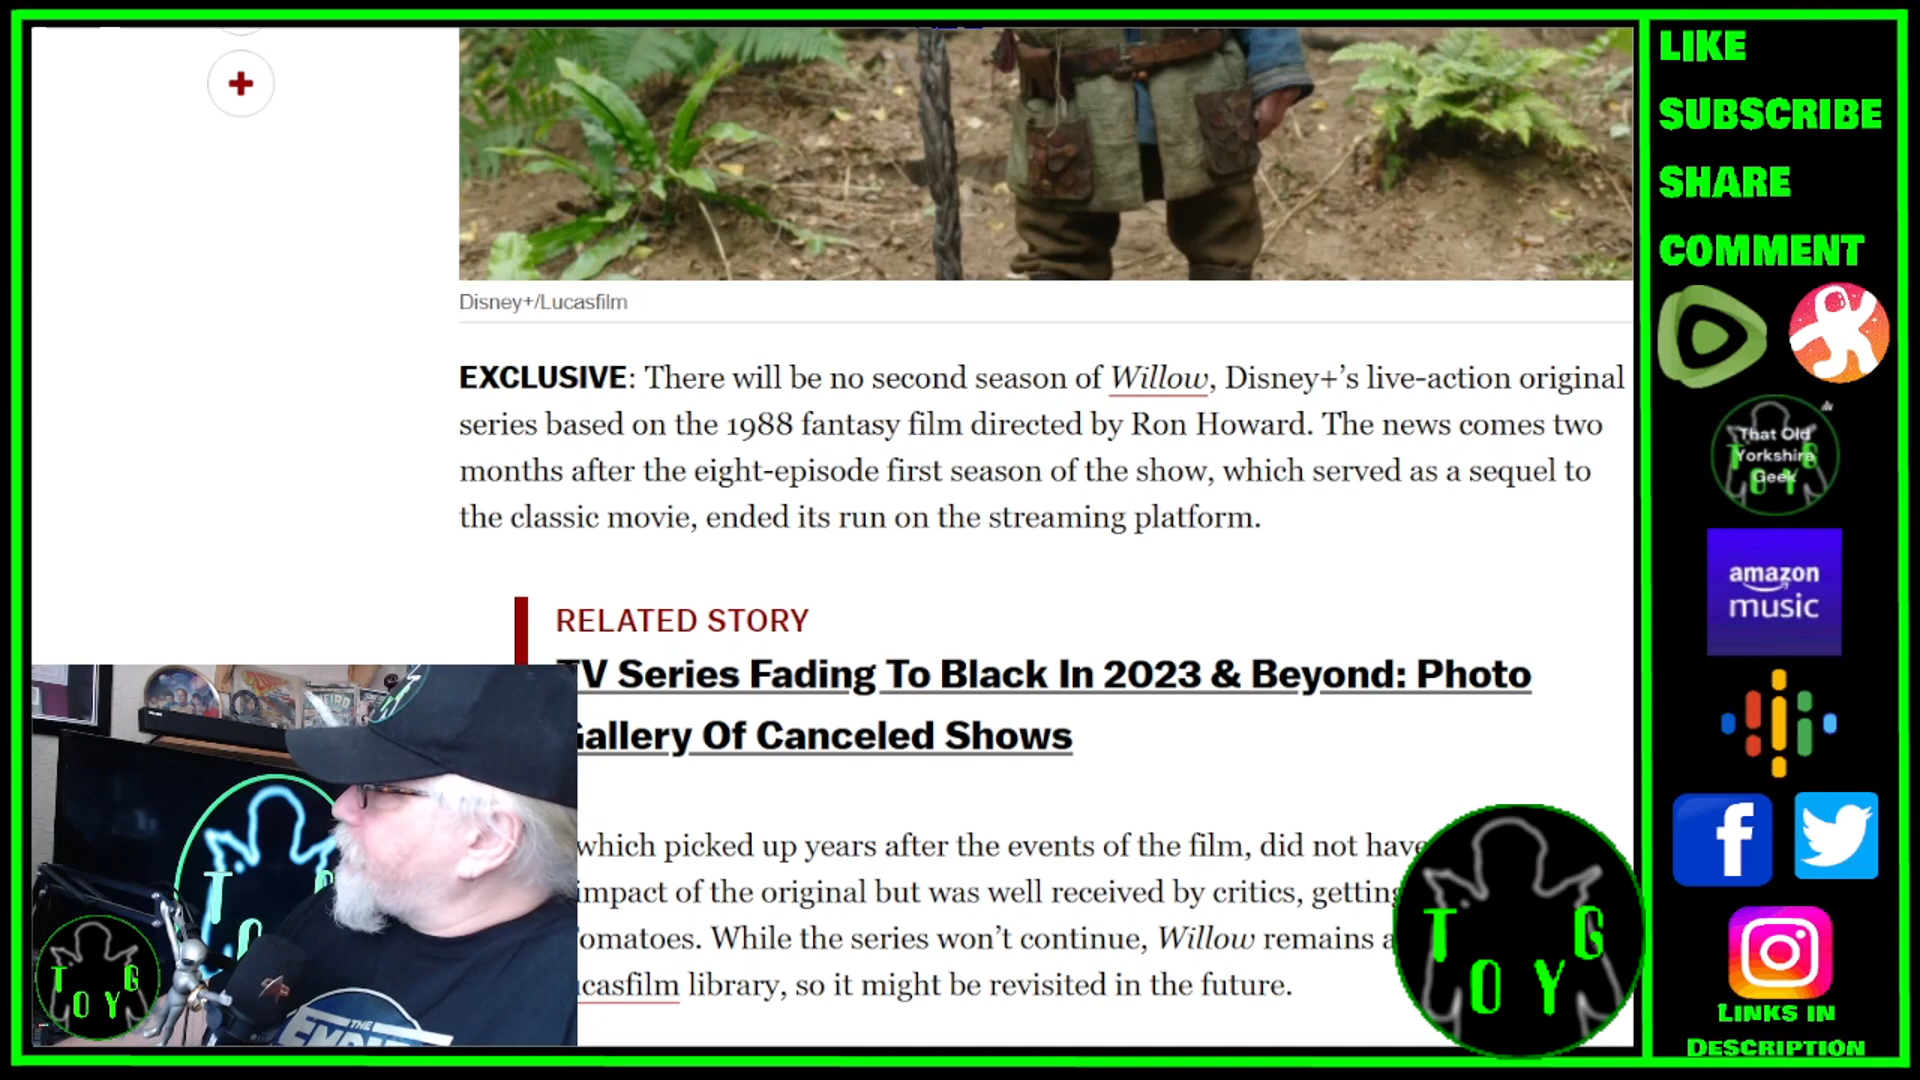 LIKE
SUBSCRIBE
SHARE
COMMENT
Disney+/Lucasfilm
EXCLUSIVE: There will be no second season of Willow, Disney+’s live-action original
series based on the 1988 fantasy film directed by Ron Howard. The news comes two
months after the eight-episode first season of the show, which served as a sequel to
the classic movie, ended its run on the streaming platform.
RELATED STORY
TV Series Fading To Black In 2023 & Beyond: Photo
Gallery Of Canceled Shows
which picked up years after the events of the film, did not have
impact of the original but was well received by critics, getting
omatoes. While the series won’t continue, Willow remains a
casfilm library, so it might be revisited in the future.
That Old
Yorkshire
Geek
T G
O Y
amazon
music
f
LINKS IN
DESCRIPTION
T G
O Y
T G
O Y
THE